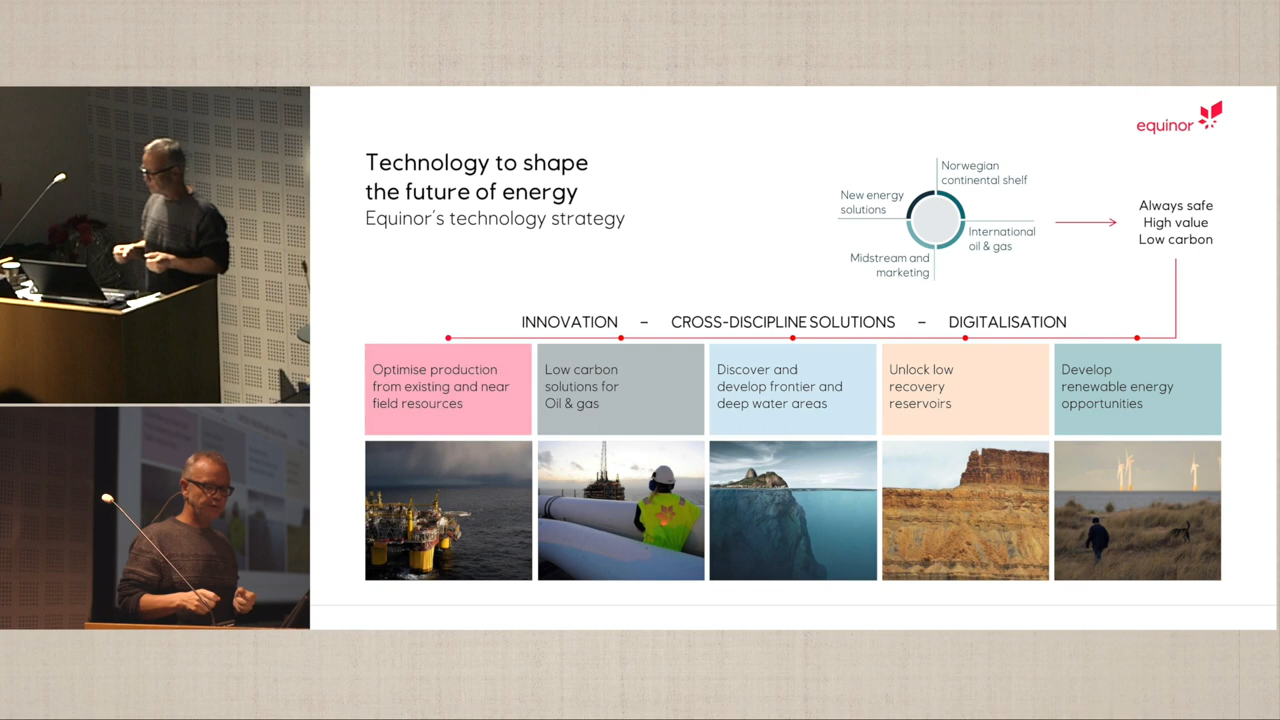 equinor
Technology to shape
the future of energy
Equinor´s technology strategy
Norwegian
continental shelf
New energy
solutions
International
oil & gas
Midstream and
marketing
Always safe
High value
Low carbon
INNOVATION – CROSS-DISCIPLINE SOLUTIONS – DIGITALISATION
Optimise production
from existing and near
field resources
Low carbon
solutions for
Oil & gas
Discover and
develop frontier and
deep water areas
Unlock low
recovery
reservoirs
Develop
renewable energy
opportunities